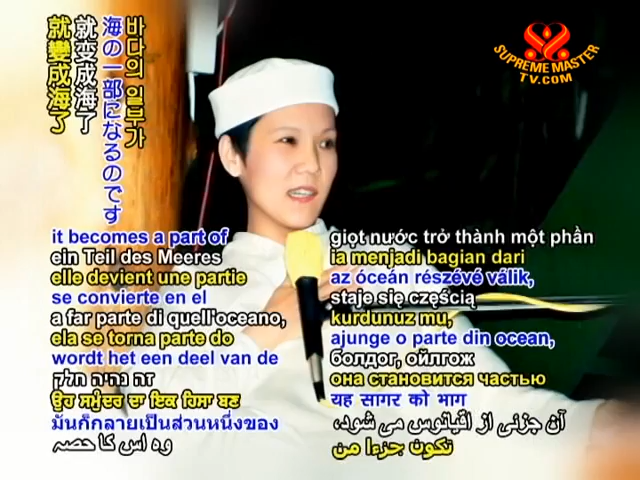 바다의 일부가
海の一部になるのです
就变成海了
就變成海了
SUPREME MASTER
TV.COM
it becomes a part of
ein Teil des Meeres
elle devient une partie
se convierte en el
a far parte di quell'oceano,
ela se torna parte do
wordt het een deel van de
זה נהיה חלק
ਉਹ ਸਮੁੰਦਰ ਦਾ ਇਕ ਹਿਸਾ ਬਣ
มันก็กลายเป็นส่วนหนึ่งของ
وہ اس کا حصہ
giọt nước trở thành một phần
ia menjadi bagian dari
az óceán részévé válik,
staje się częścią
kurdunuz mu,
ajunge o parte din ocean,
болдог, ойлгож
она становится частью
यह सागर को भाग
آن جزئی از اقیانوس می شود،
تكون جزءا من